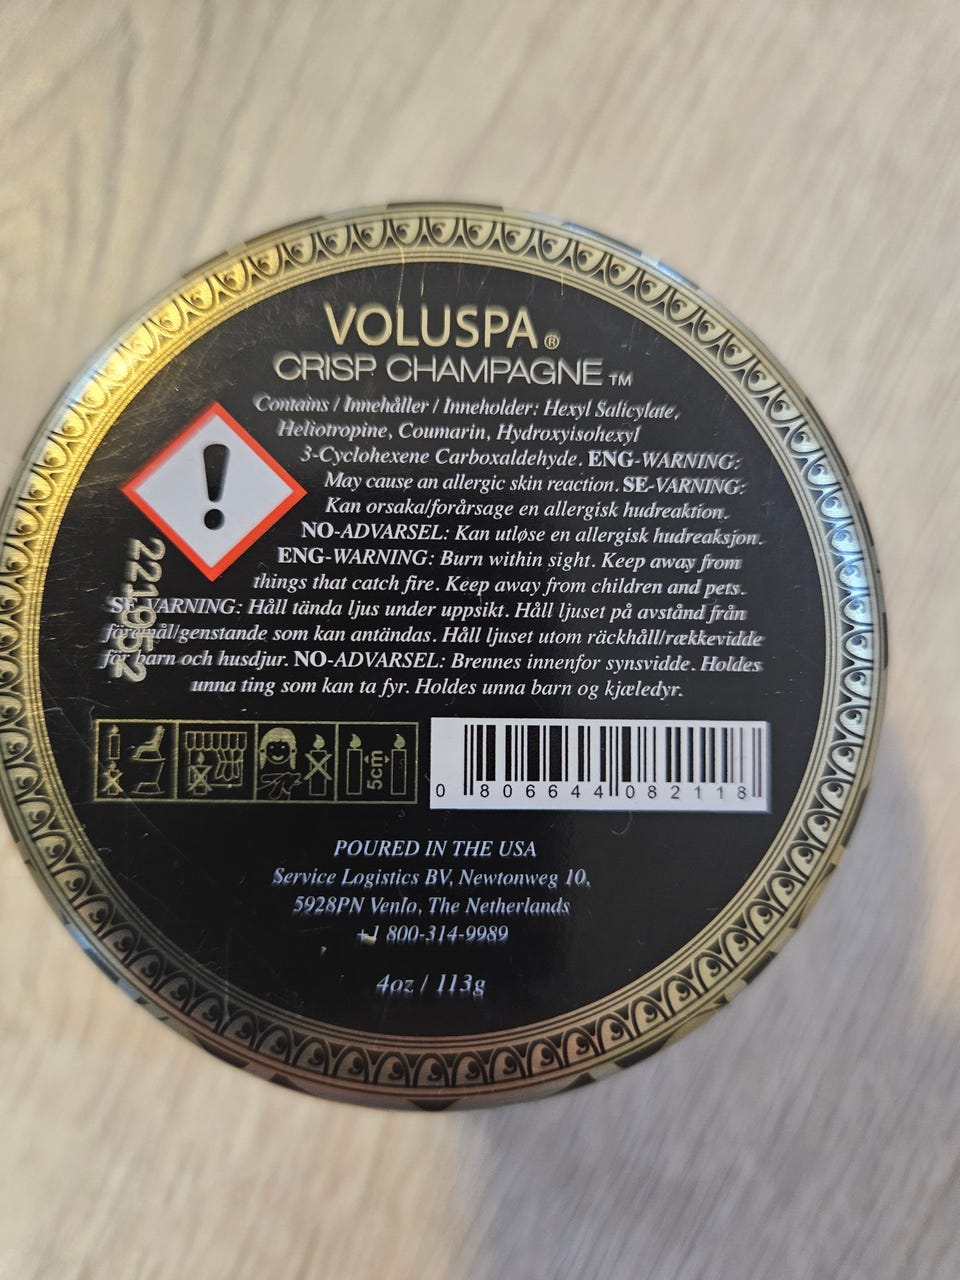 VOLUSPA®
CRISP CHAMPAGNE™
Contains / Innehåller / Inneholder: Hexyl Salicylate,
Heliotropine, Coumarin, Hydroxyisohexyl
3-Cyclohexene Carboxaldehyde. ENG-WARNING:
May cause an allergic skin reaction. SE-VARNING:
Kan orsaka/forårsage en allergisk hudreaktion.
NO-ADVARSEL: Kan utløse en allergisk hudreaksjon.
ENG-WARNING: Burn within sight. Keep away from
things that catch fire. Keep away from children and pets.
SE-VARNING: Håll tända ljus under uppsikt. Håll ljuset på avstånd från
föremål/genstande som kan antändas. Håll ljuset utom räckhåll/rækkevidde
för barn och husdjur. NO-ADVARSEL: Brennes innenfor synsvidde. Holdes
unna ting som kan ta fyr. Holdes unna barn og kjæledyr.
221952
5cm
0 806644 082118
POURED IN THE USA
Service Logistics BV, Newtonweg 10,
5928PN Venlo, The Netherlands
+1 800-314-9989
4oz / 113g